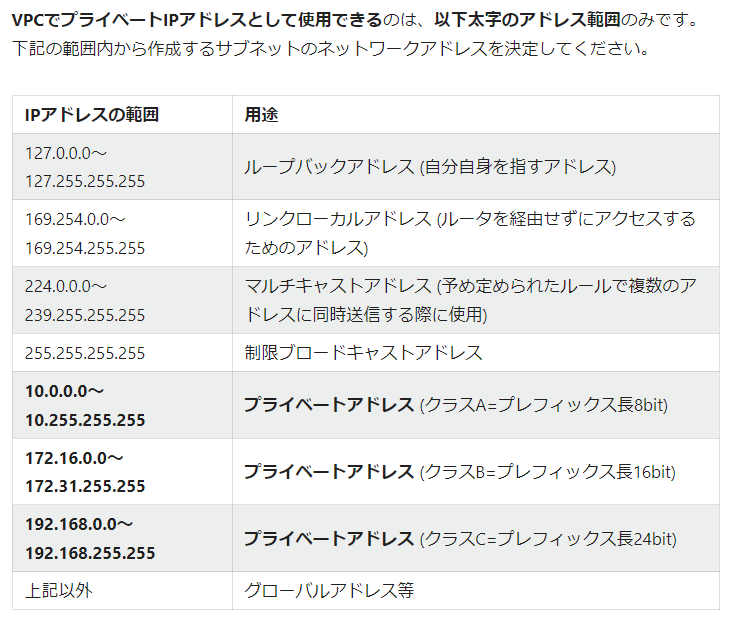 VPCでプライベートIPアドレスとして使用できるのは、以下太字のアドレス範囲のみです。
下記の範囲内から作成するサブネットのネットワークアドレスを決定してください。
IPアドレスの範囲 用途
127.0.0.0～
127.255.255.255
ループバックアドレス (自分自身を指すアドレス)
169.254.0.0～
169.254.255.255
リンクローカルアドレス (ルータを経由せずにアクセスする
ためのアドレス)
224.0.0.0～
239.255.255.255
マルチキャストアドレス (予め定められたルールで複数のア
ドレスに同時送信する際に使用)
255.255.255.255 制限ブロードキャストアドレス
10.0.0.0～
10.255.255.255
プライベートアドレス (クラスA=プレフィックス長8bit)
172.16.0.0～
172.31.255.255
プライベートアドレス (クラスB=プレフィックス長16bit)
192.168.0.0～
192.168.255.255
プライベートアドレス (クラスC=プレフィックス長24bit)
上記以外 グローバルアドレス等